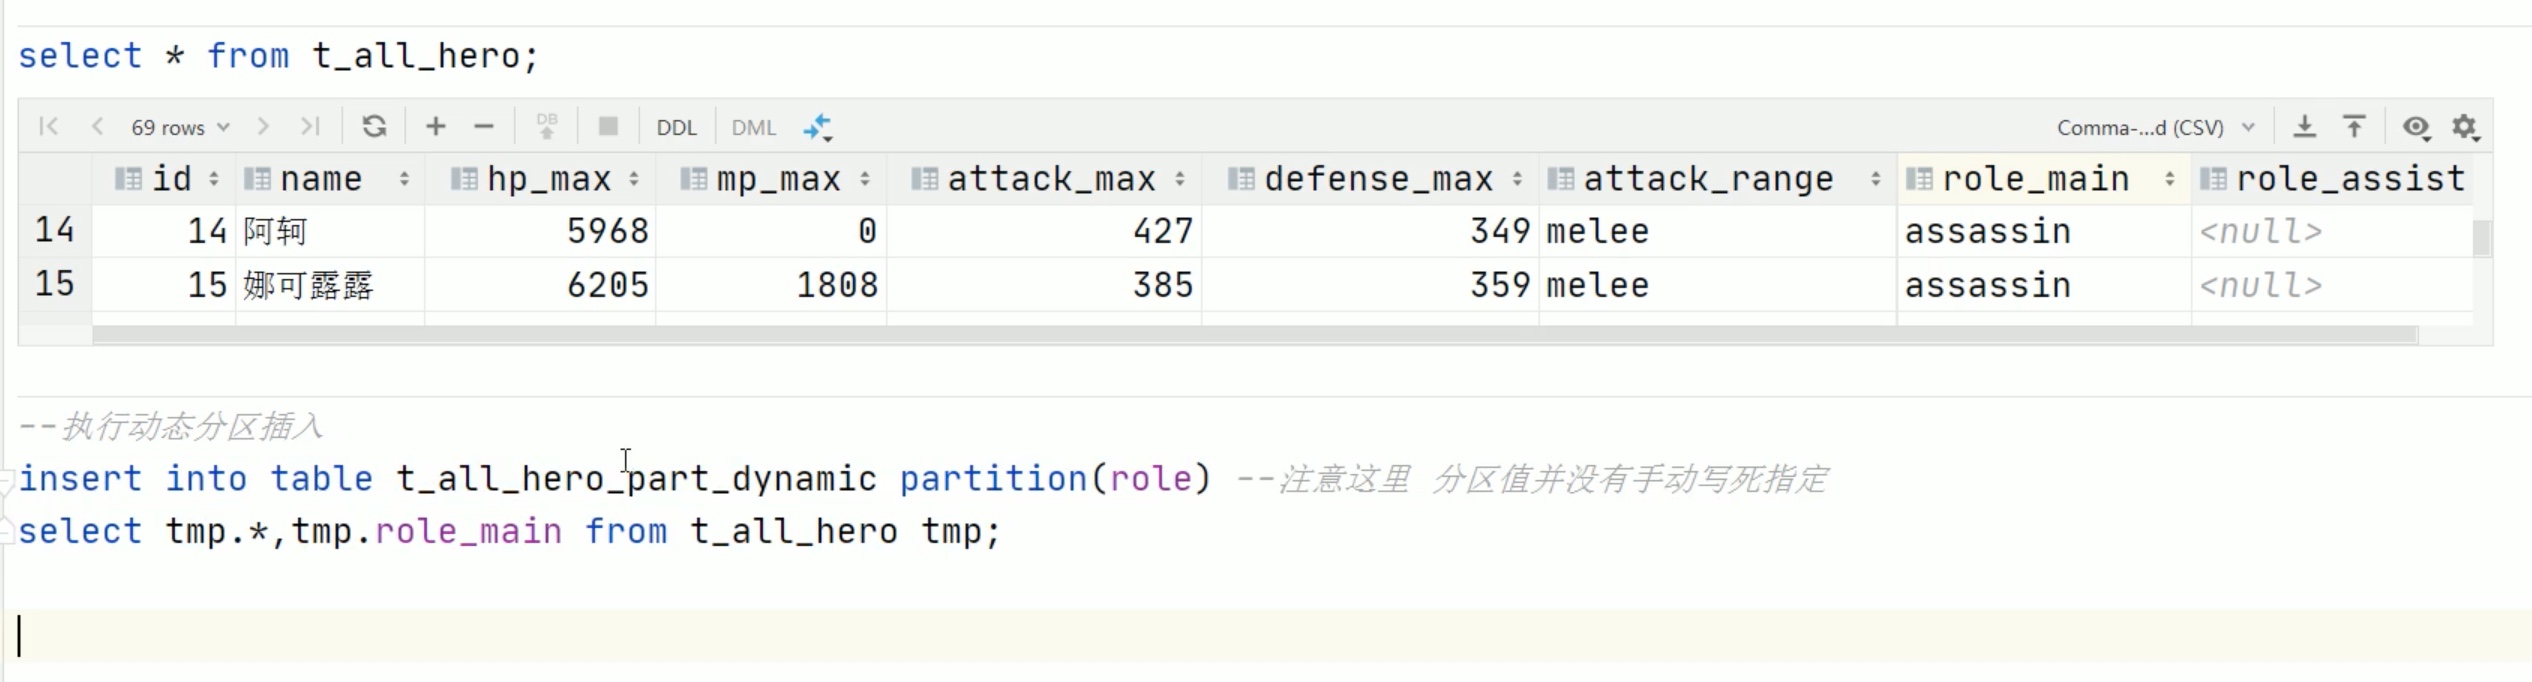 select * from t_all_hero;
69 rows DB DDL DML Comma-...d (CSV)
id name hp_max mp_max attack_max defense_max attack_range role_main role_assist
14 14 阿轲 5968 0 427 349 melee assassin <null>
15 15 娜可露露 6205 1808 385 359 melee assassin <null>
--执行动态分区插入
insert into table t_all_hero_part_dynamic partition(role) --注意这里 分区值并没有手动写死指定
select tmp.*,tmp.role_main from t_all_hero tmp;